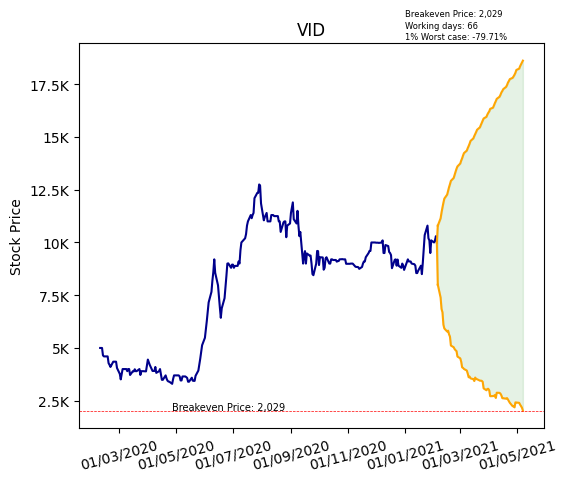 Breakeven Price: 2,029
Working days: 66
1% Worst case: -79.71%
VID
Stock Price
17.5K
15K
12.5K
10K
7.5K
5K
2.5K
Breakeven Price: 2,029
01/03/2020 01/05/2020 01/07/2020 01/09/2020 01/11/2020 01/01/2021 01/03/2021 01/05/2021